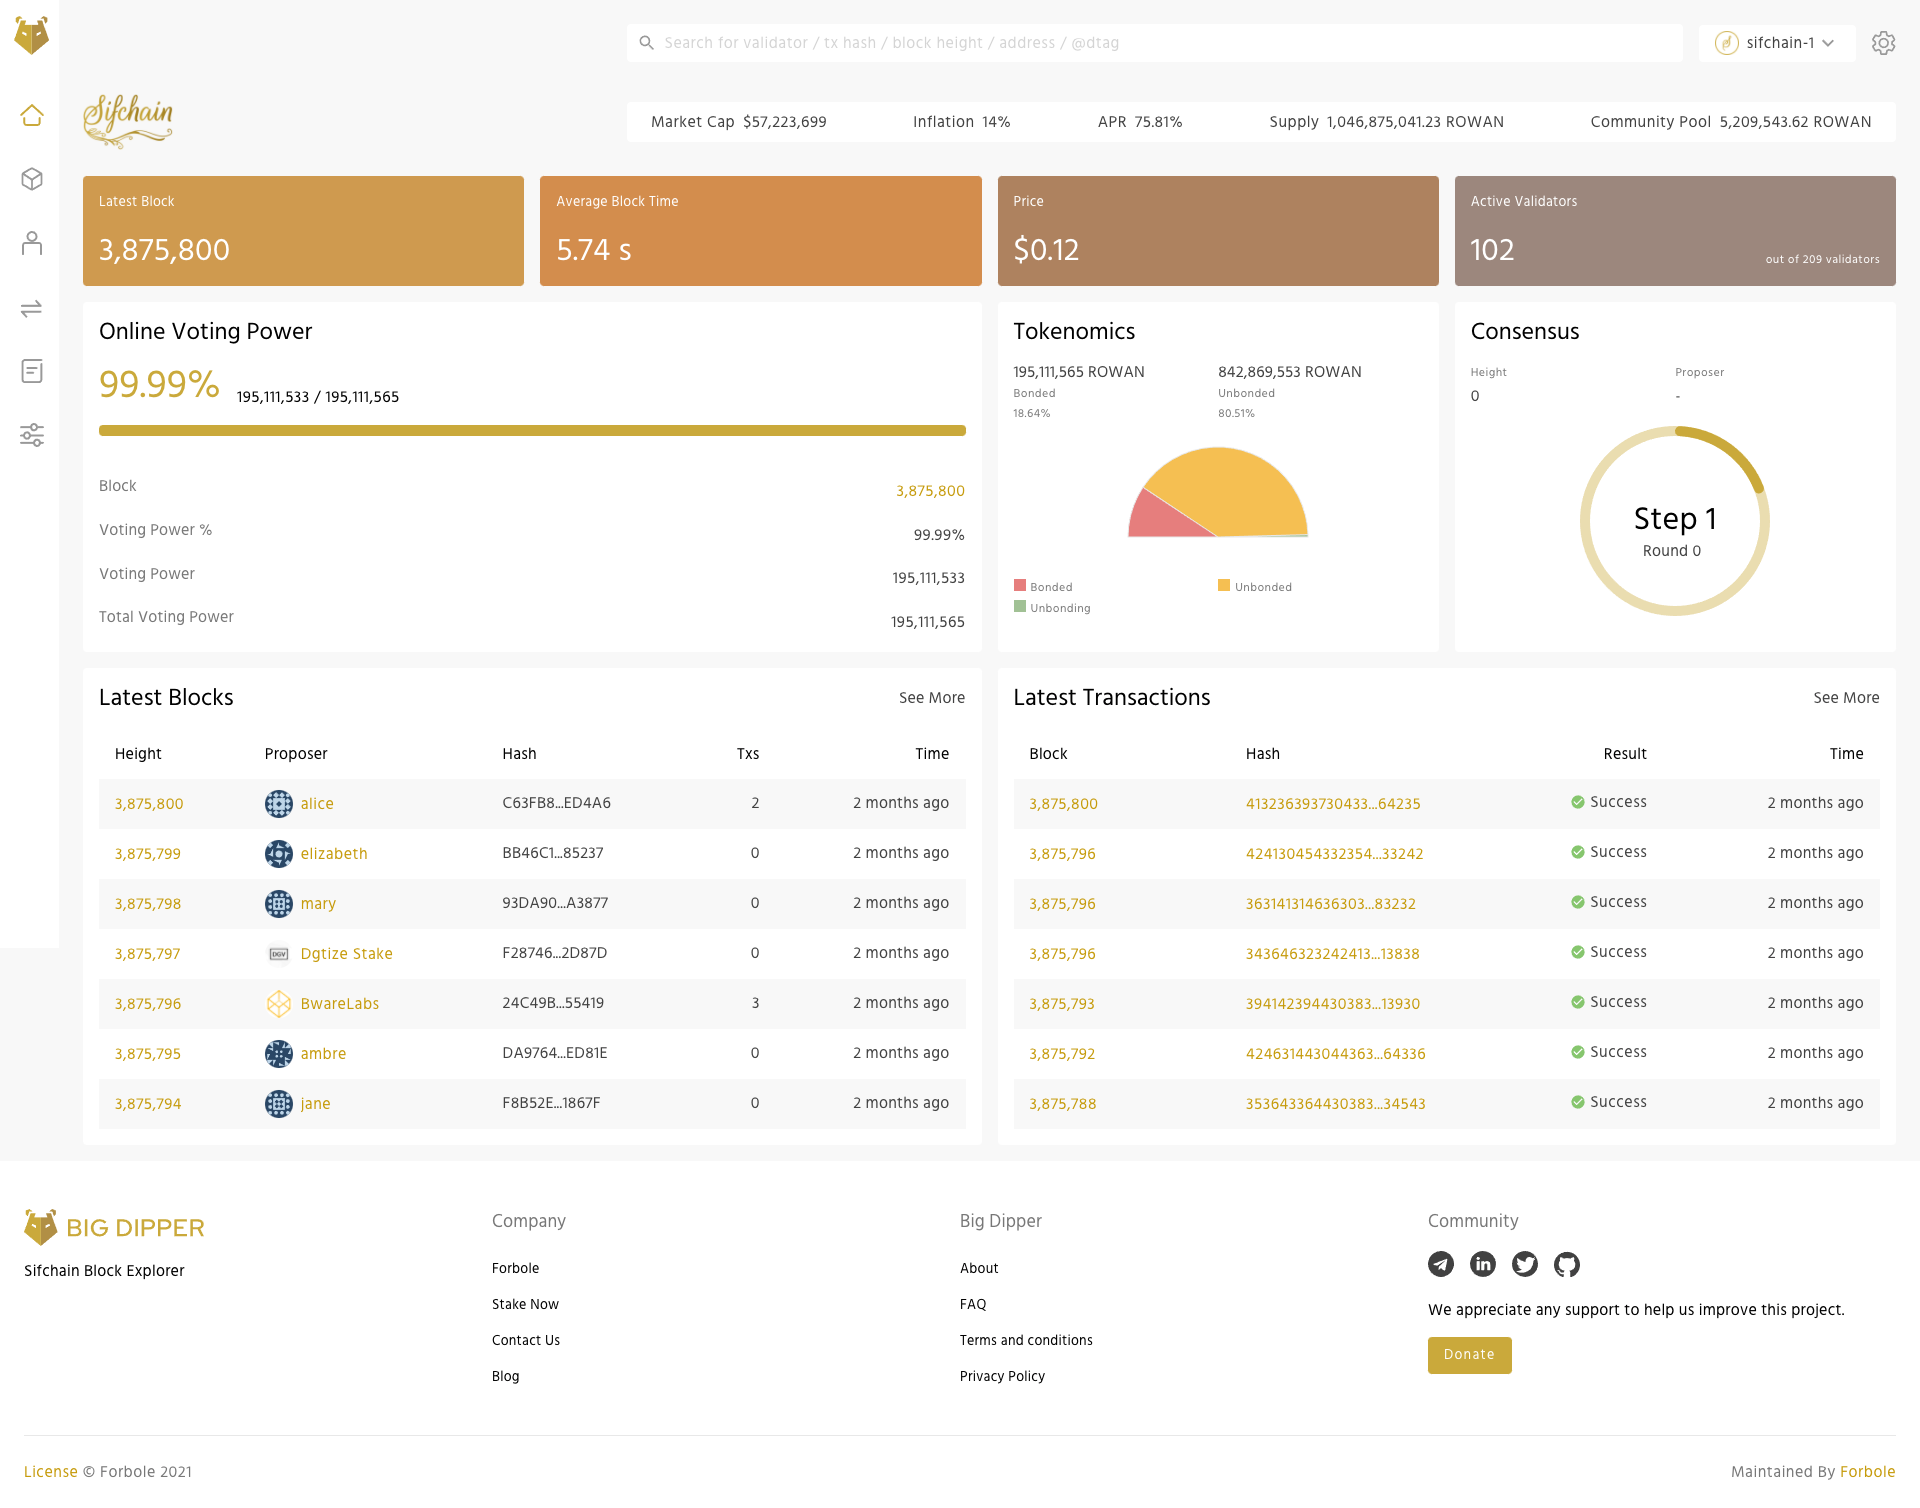 Search for validator / tx hash / block height / address / @dtag
sifchain-1
Sifchain
Market Cap $57,223,699
Inflation 14%
APR 75.81%
Supply 1,046,875,041.23 ROWAN
Community Pool 5,209,543.62 ROWAN
Latest Block
3,875,800
Average Block Time
5.74 s
Price
$0.12
Active Validators
102
out of 209 validators
Online Voting Power
99.99% 195,111,533 / 195,111,565
Block 3,875,800
Voting Power % 99.99%
Voting Power 195,111,533
Total Voting Power 195,111,565
Tokenomics
195,111,565 ROWAN 842,869,553 ROWAN
Bonded Unbonded
18.64% 80.51%
Bonded Unbonded
Unbonding
Consensus
Height Proposer
0 -
Step 1
Round 0
Latest Blocks See More
Height Proposer Hash Txs Time
3,875,800 alice C63FB8...ED4A6 2 2 months ago
3,875,799 elizabeth BB46C1...85237 0 2 months ago
3,875,798 mary 93DA90...A3877 0 2 months ago
3,875,797 DGV Dgtize Stake F28746...2D87D 0 2 months ago
3,875,796 BwareLabs 24C49B...55419 3 2 months ago
3,875,795 ambre DA9764...ED81E 0 2 months ago
3,875,794 jane F8B52E...1867F 0 2 months ago
Latest Transactions See More
Block Hash Result Time
3,875,800 413236393730433...64235 Success 2 months ago
3,875,796 424130454332354...33242 Success 2 months ago
3,875,796 363141314636303...83232 Success 2 months ago
3,875,796 343646323242413...13838 Success 2 months ago
3,875,793 394142394430383...13930 Success 2 months ago
3,875,792 424631443044363...64336 Success 2 months ago
3,875,788 353643364430383...34543 Success 2 months ago
BIG DIPPER
Sifchain Block Explorer
Company
Forbole
Stake Now
Contact Us
Blog
Big Dipper
About
FAQ
Terms and conditions
Privacy Policy
Community
in
We appreciate any support to help us improve this project.
Donate
License © Forbole 2021
Maintained By Forbole